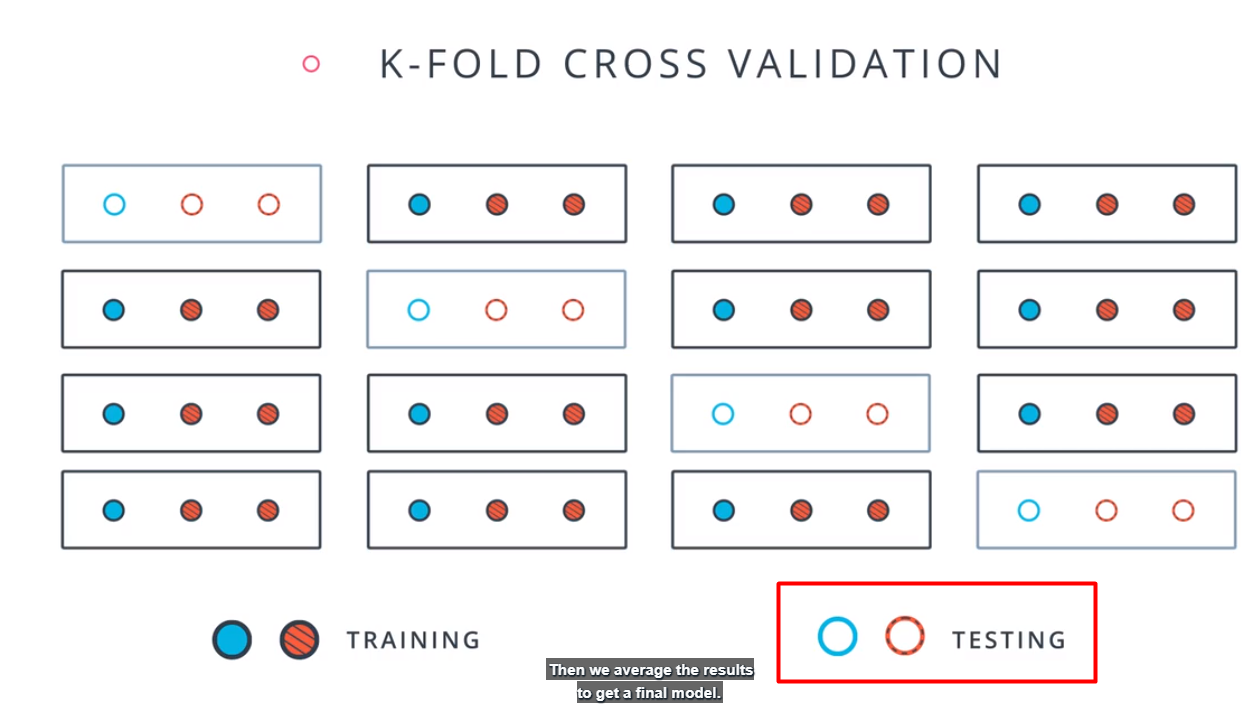 K-FOLD CROSS VALIDATION
TRAINING
TESTING
Then we average the results
to get a final model.